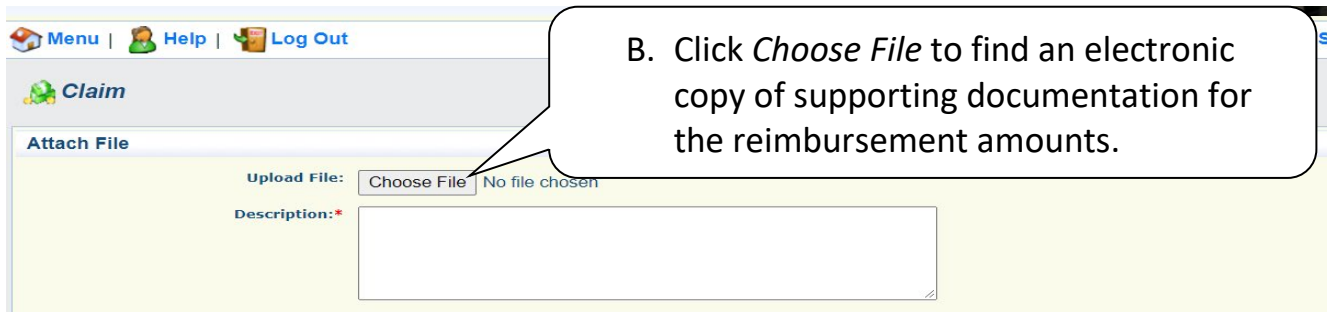 Menu | Help | Log Out
B. Click Choose File to find an electronic
copy of supporting documentation for
the reimbursement amounts.
Claim
Attach File
Upload File: Choose File No file chosen
Description:*